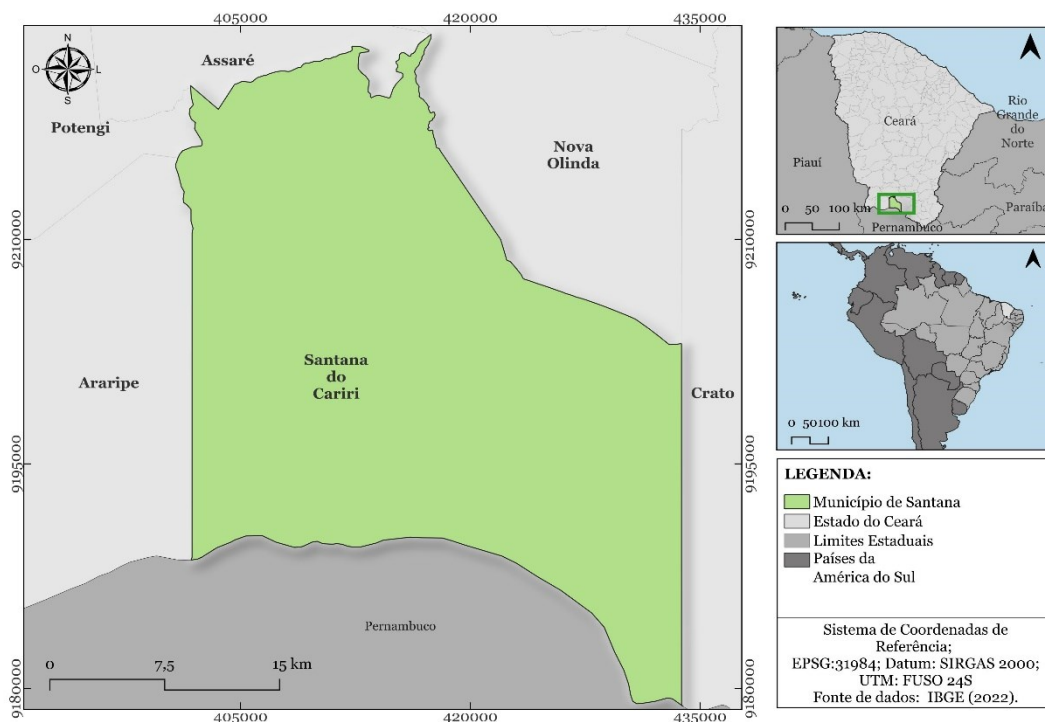 405000
420000
435000
N
O
L
S
Assaré
Potengi
Nova
Olinda
9210000
9210000
Santana
do
Cariri
Araripe
Crato
9195000
9195000
Pernambuco
0
7,5
15 km
9180000
9180000
405000
420000
435000
Ceará
Rio
Grande
do
Norte
Piauí
Paraíba
0 50 100 km
Pernambuco
0 50100 km
LEGENDA:
Município de Santana
Estado do Ceará
Limites Estaduais
Países da
América do Sul
Sistema de Coordenadas de
Referência;
EPSG:31984; Datum: SIRGAS 2000;
UTM: FUSO 24S
Fonte de dados: IBGE (2022).